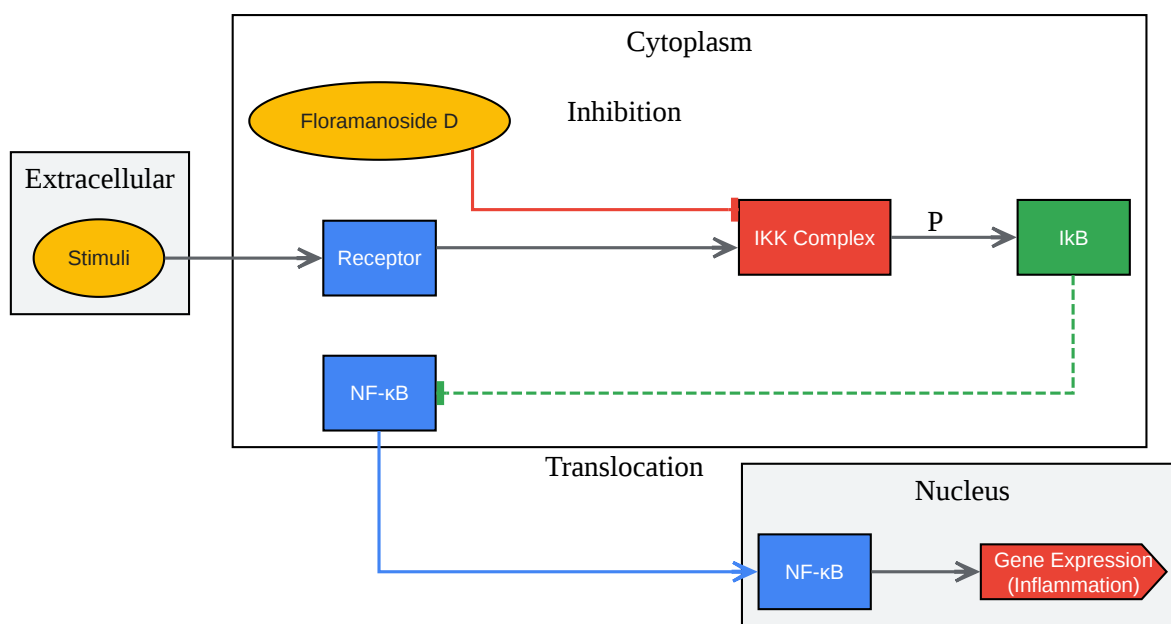 Cytoplasm
Floramanoside D
Inhibition
Extracellular
Stimuli
Receptor
IKK Complex
P
IkB
NF-κB
Translocation
Nucleus
NF-κB
Gene Expression
(Inflammation)